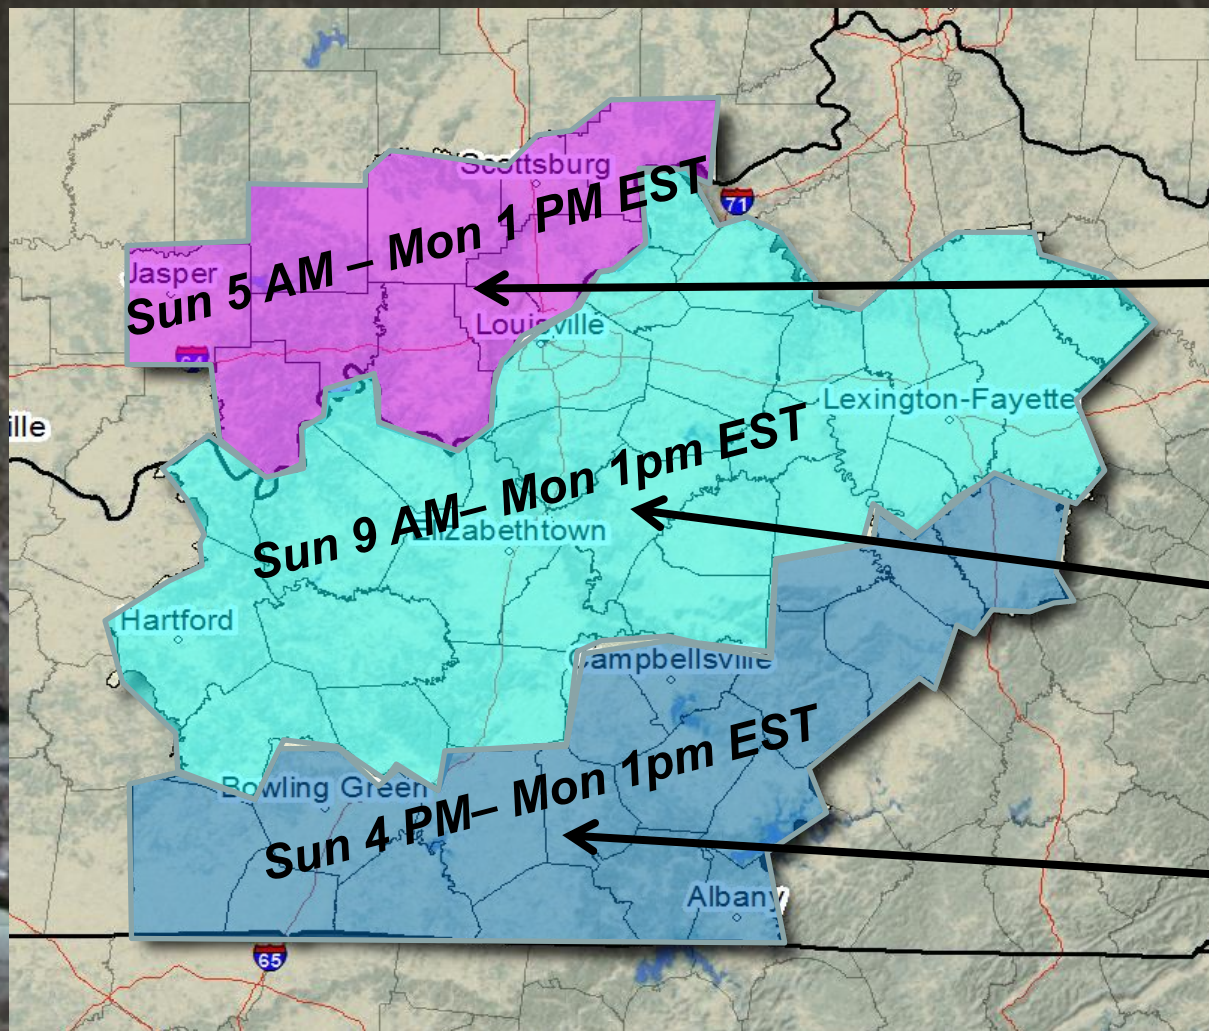 Scottsburg
71
Jasper
Sun 5 AM – Mon 1 PM EST
64
Louisville
Lexington-Fayette
ille
Sun 9 AM– Mon 1pm EST
Elizabethtown
Hartford
Campbellsville
Bowling Green
Sun 4 PM– Mon 1pm EST
Albany
65